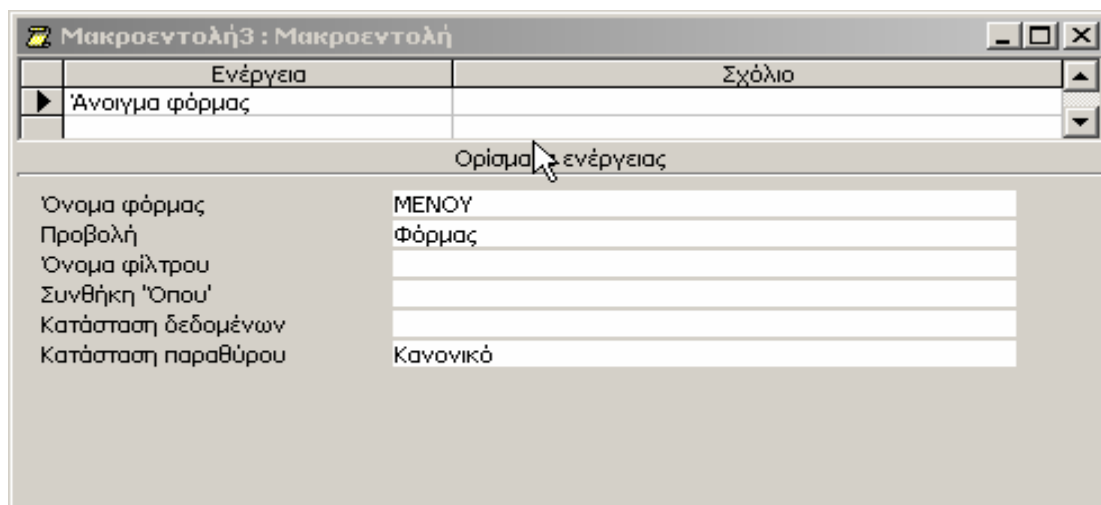 Μακροεντολή3 : Μακροεντολή
Ενέργεια Σχόλιο
Άνοιγμα φόρμας
Ορίσματα ενέργειας
Όνομα φόρμας ΜΕΝΟΥ
Προβολή Φόρμας
Όνομα φίλτρου
Συνθήκη 'Όπου'
Κατάσταση δεδομένων
Κατάσταση παραθύρου Κανονικό